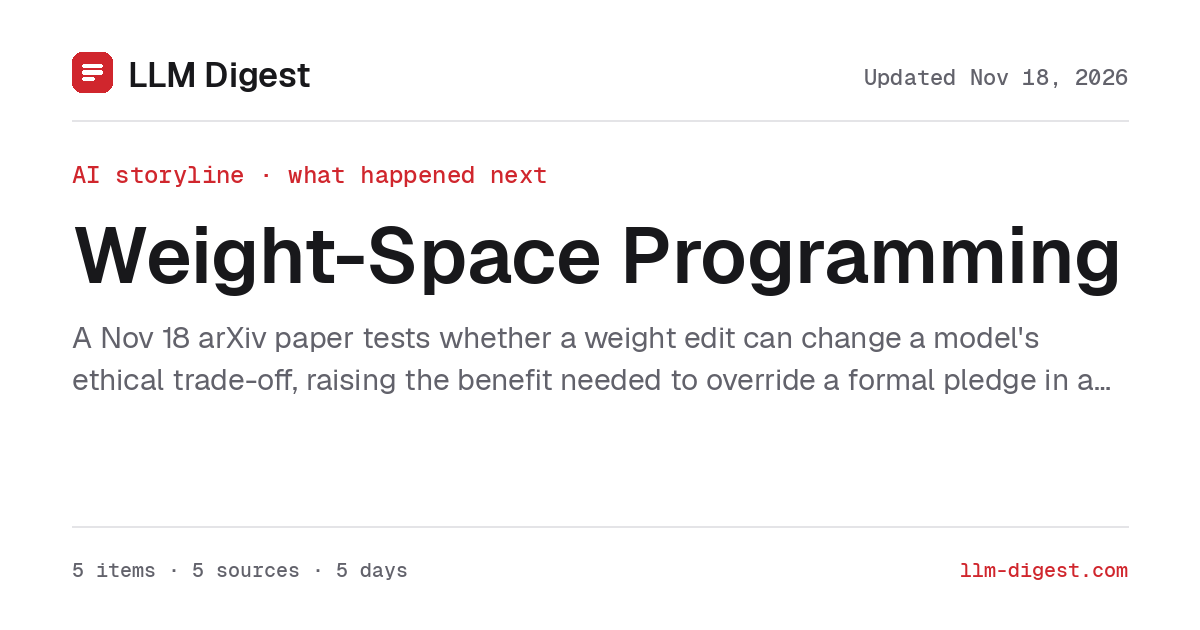 LLM Digest
Updated Nov 18, 2026
AI storyline · what happened next
Weight-Space Programming
A Nov 18 arXiv paper tests whether a weight edit can change a model's
ethical trade-off, raising the benefit needed to override a formal pledge in a…
5 items · 5 sources · 5 days
llm-digest.com